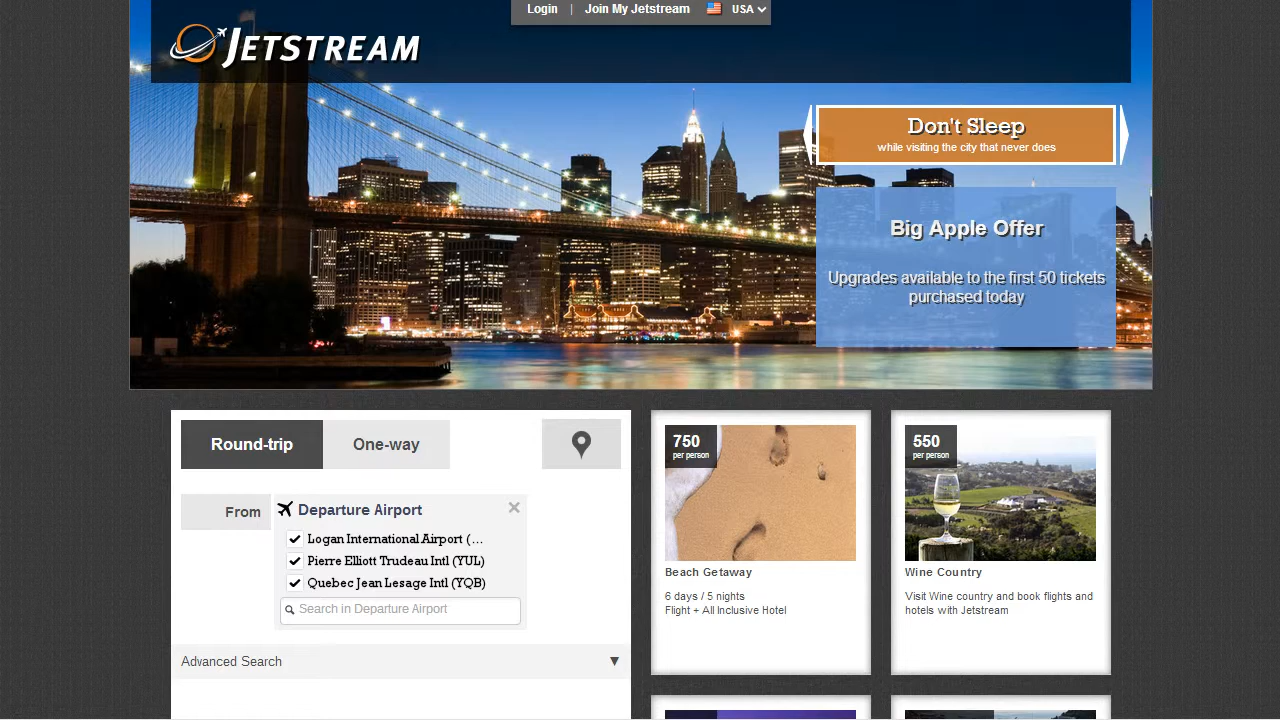 Login | Join My Jetstream USA
JETSTREAM
Don't Sleep
while visiting the city that never does
Big Apple Offer
Upgrades available to the first 50 tickets
purchased today
Round-trip One-way
From
Departure Airport
Logan International Airport (...
Pierre Elliott Trudeau Intl (YUL)
Quebec Jean Lesage Intl (YQB)
Search in Departure Airport
Advanced Search
750
per person
Beach Getaway
6 days / 5 nights
Flight + All Inclusive Hotel
550
per person
Wine Country
Visit Wine country and book flights and
hotels with Jetstream